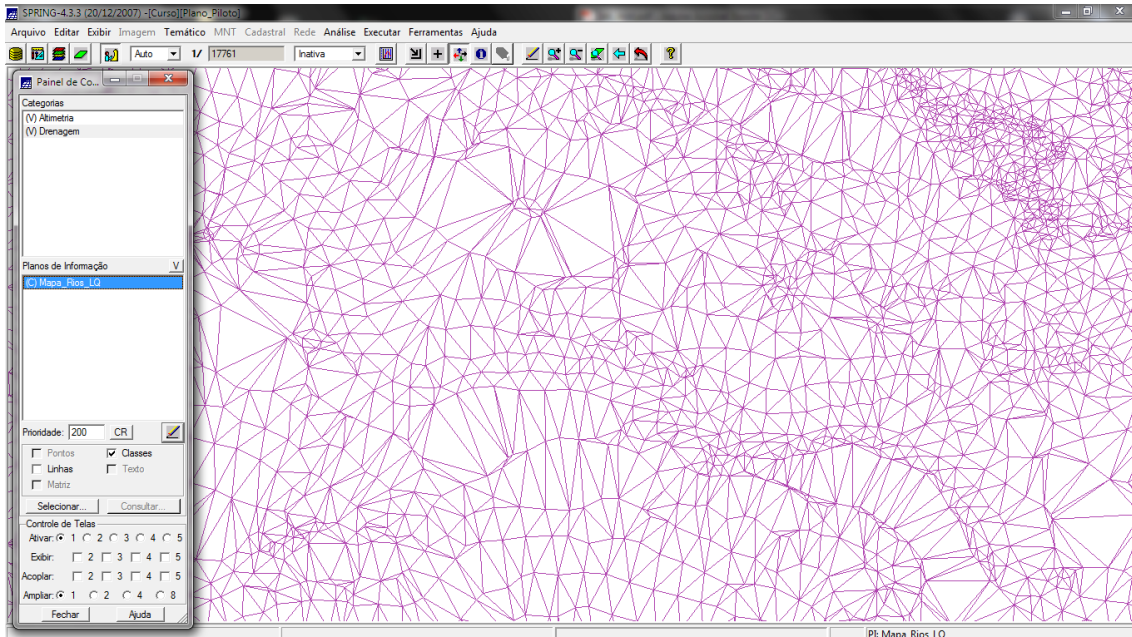 SPRING-4.3.3 (20/12/2007) -[Curso][Plano_Piloto]
Arquivo Editar Exibir Imagem Temático MNT Cadastral Rede Análise Executar Ferramentas Ajuda
Auto 1/ 17761 Inativa
Painel de Co...
Categorias
(V) Altimetria
(V) Drenagem
Planos de Informação V
(C) Mapa_Rios_LQ
Prioridade: 200 CR
Pontos Classes
Linhas Texto
Matriz
Selecionar... Consultar...
Controle de Telas
Ativar: 1 2 3 4 5
Exibir: 2 3 4 5
Acoplar: 2 3 4 5
Ampliar: 1 2 4 8
Fechar Ajuda
PI: Mapa_Rios_LQ